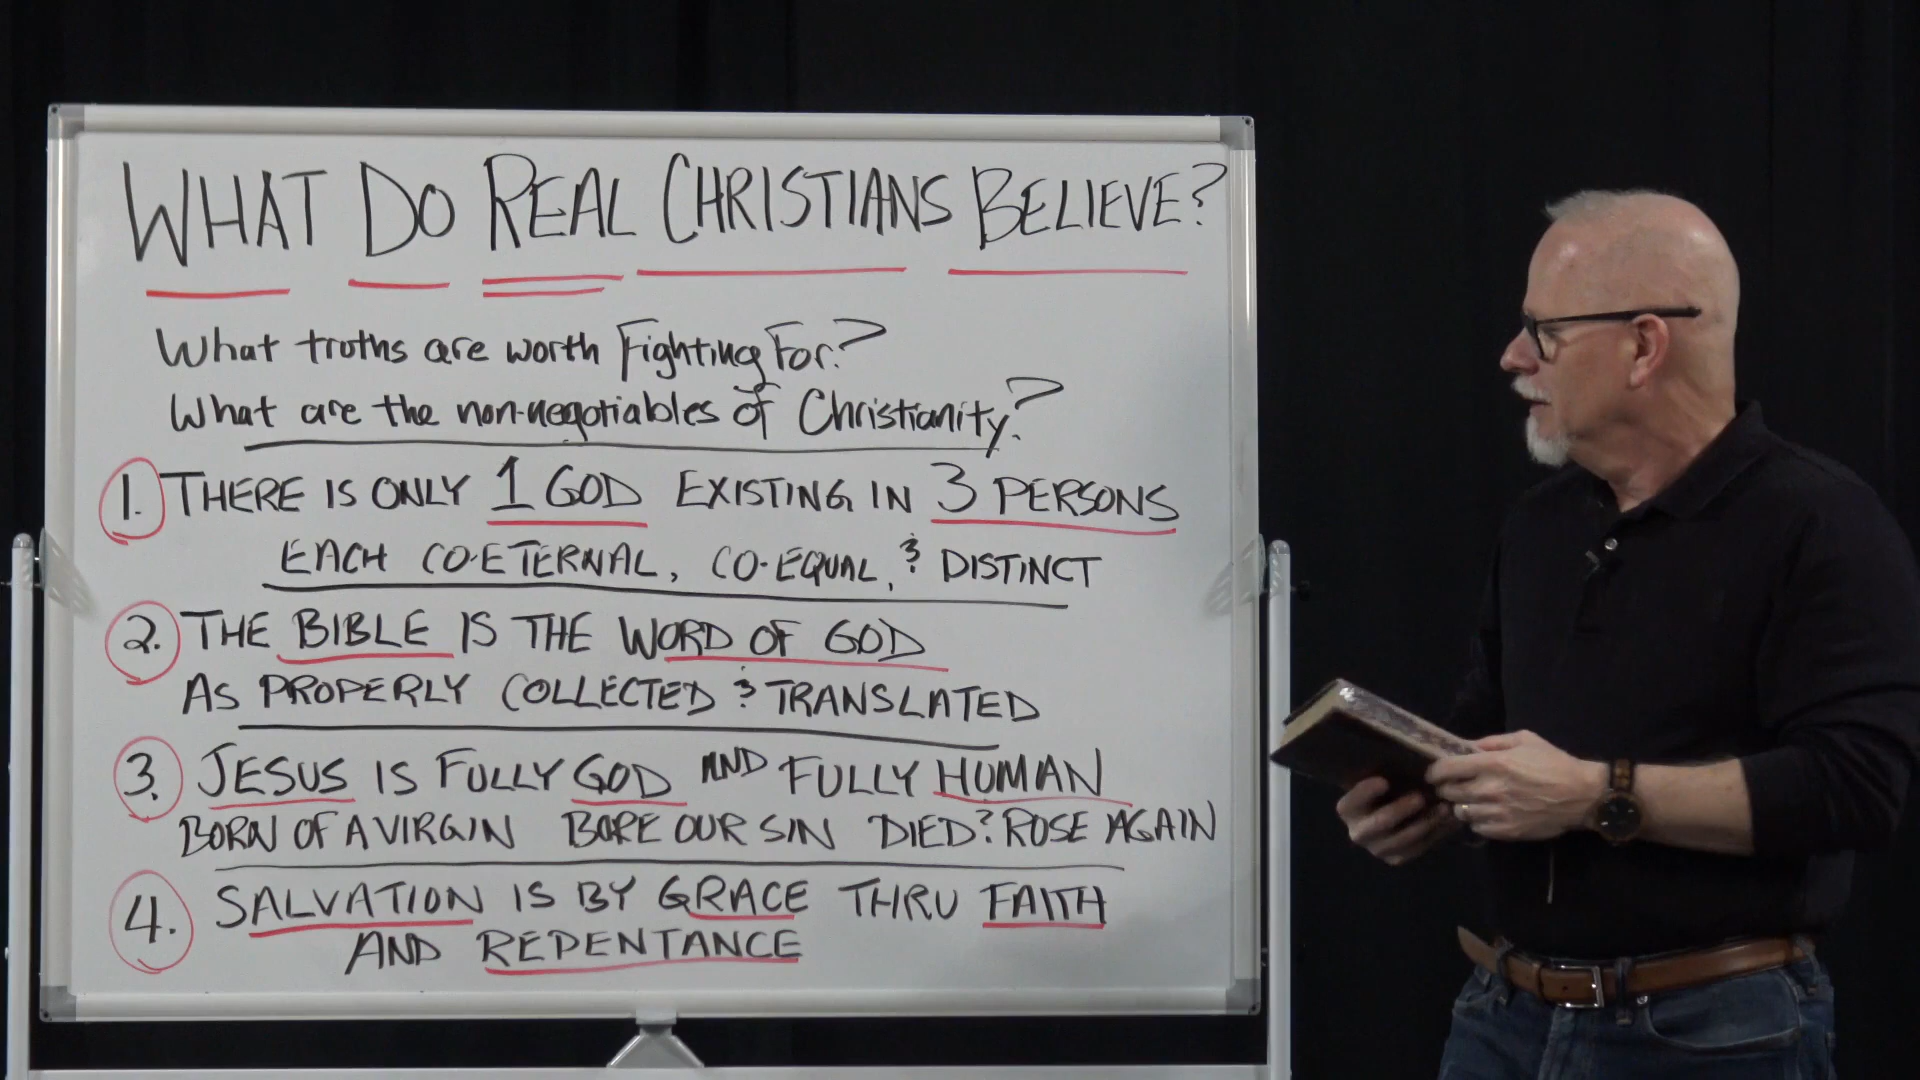 WHAT DO REAL CHRISTIANS BELIEVE?
What truths are worth Fighting For?
What are the non-negotiables of Christianity?
1. THERE IS ONLY 1 GOD EXISTING IN 3 PERSONS
EACH CO-ETERNAL, CO-EQUAL, & DISTINCT
2. THE BIBLE IS THE WORD OF GOD
AS PROPERLY COLLECTED & TRANSLATED
3. JESUS IS FULLY GOD AND FULLY HUMAN
BORN OF A VIRGIN BORE OUR SIN DIED & ROSE AGAIN
4. SALVATION IS BY GRACE THRU FAITH
AND REPENTANCE